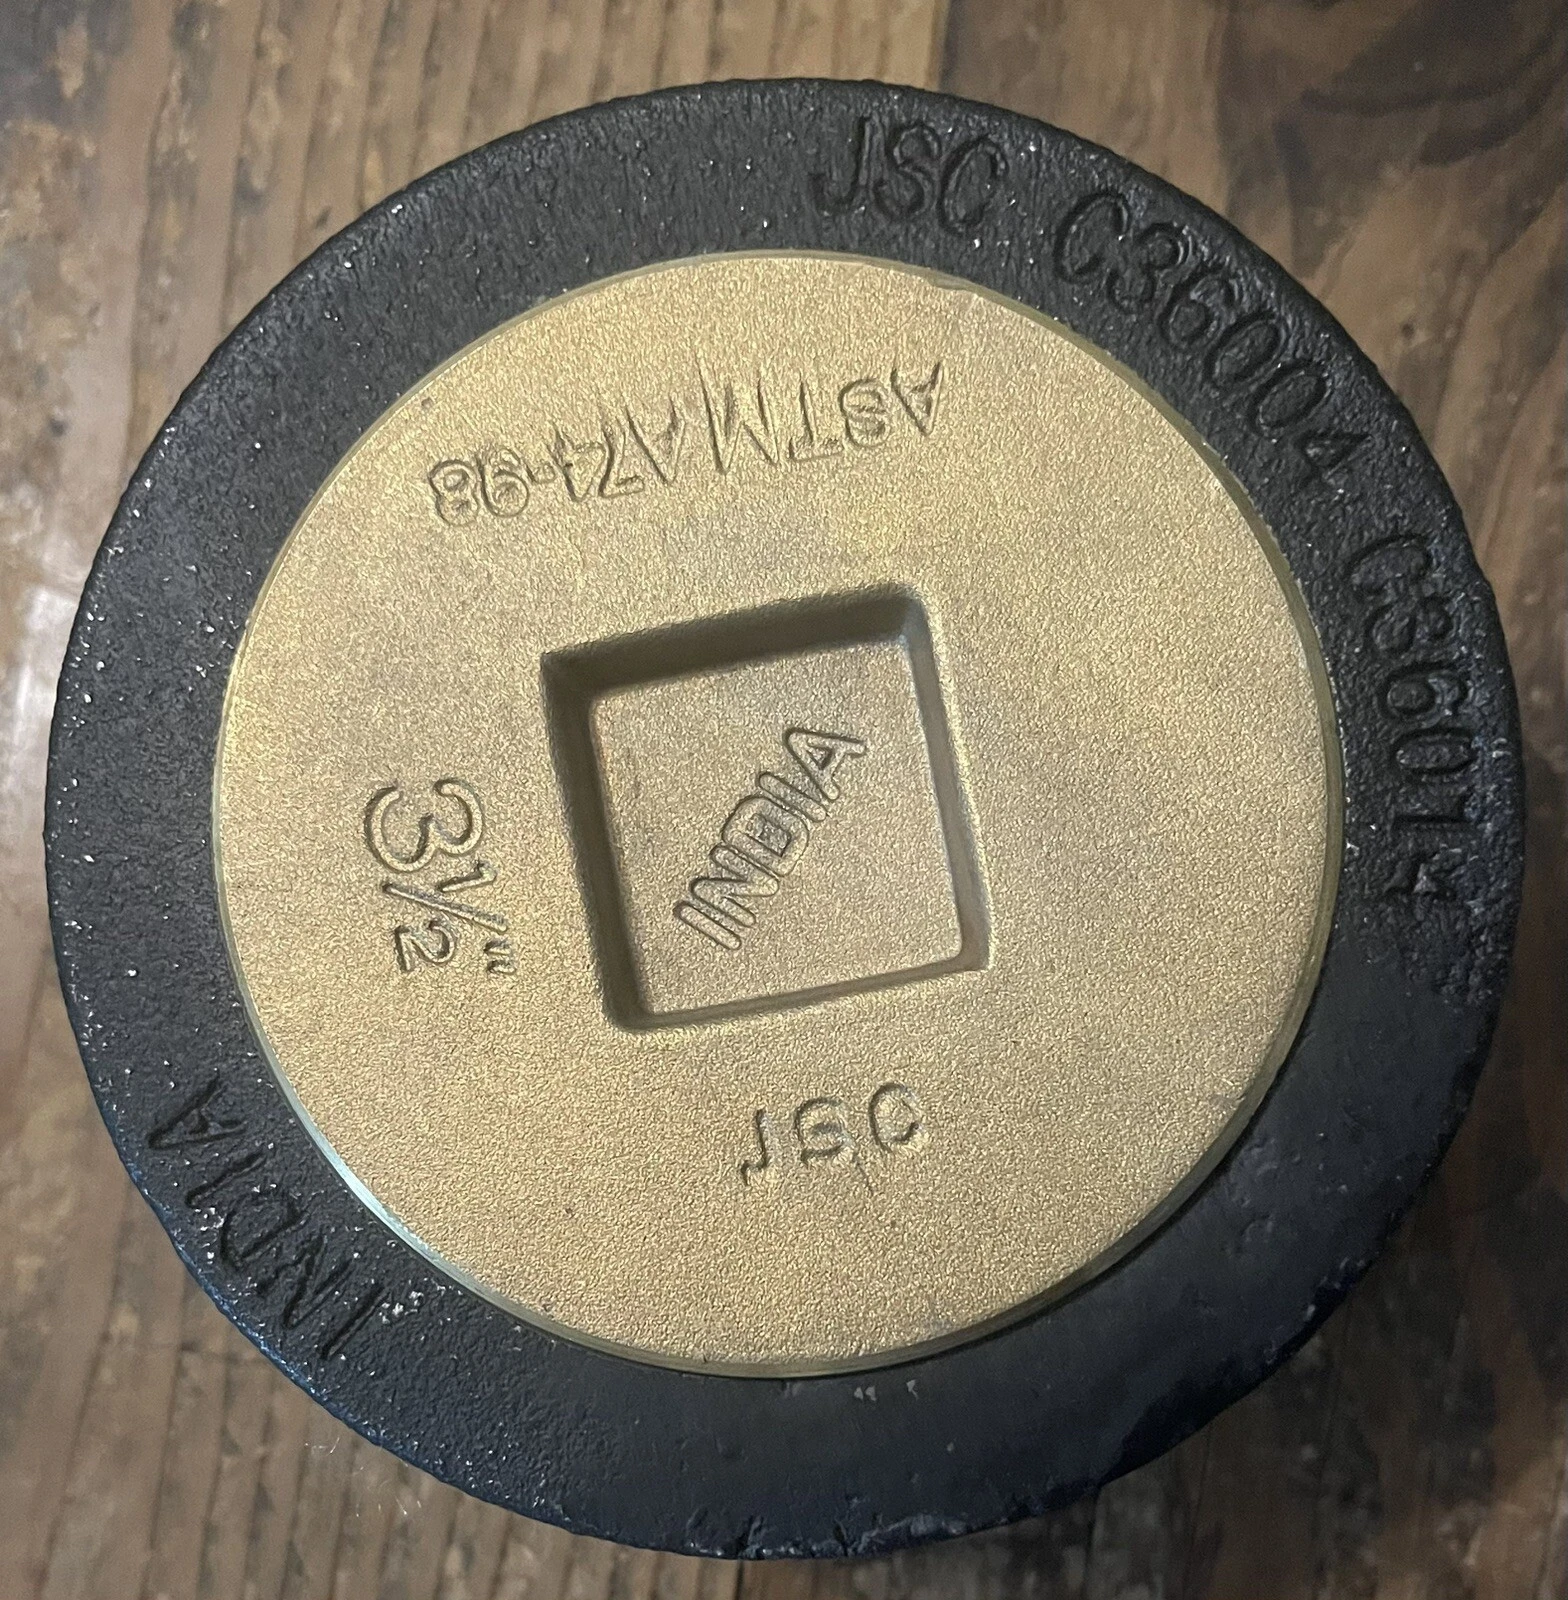 JSC C36004 C36014
ASTM A74-98
INDIA
3½"
JSC
INDIA